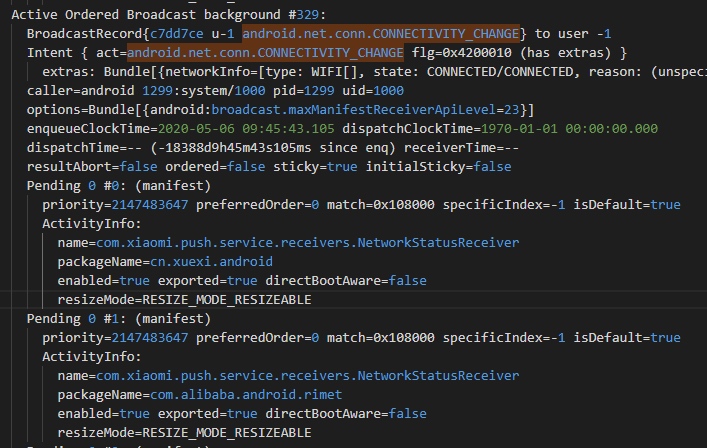 Active Ordered Broadcast background #329:
BroadcastRecord{c7dd7ce u-1 android.net.conn.CONNECTIVITY_CHANGE} to user -1
Intent { act=android.net.conn.CONNECTIVITY_CHANGE flg=0x4200010 (has extras) }
extras: Bundle[{networkInfo=[type: WIFI[], state: CONNECTED/CONNECTED, reason: (unspec
caller=android 1299:system/1000 pid=1299 uid=1000
options=Bundle[{android:broadcast.maxManifestReceiverApiLevel=23}]
enqueueClockTime=2020-05-06 09:45:43.105 dispatchClockTime=1970-01-01 00:00:00.000
dispatchTime=-- (-18388d9h45m43s105ms since enq) receiverTime=--
resultAbort=false ordered=false sticky=true initialSticky=false
Pending 0 #0: (manifest)
priority=2147483647 preferredOrder=0 match=0x108000 specificIndex=-1 isDefault=true
ActivityInfo:
name=com.xiaomi.push.service.receivers.NetworkStatusReceiver
packageName=cn.xuexi.android
enabled=true exported=true directBootAware=false
resizeMode=RESIZE_MODE_RESIZEABLE
Pending 0 #1: (manifest)
priority=2147483647 preferredOrder=0 match=0x108000 specificIndex=-1 isDefault=true
ActivityInfo:
name=com.xiaomi.push.service.receivers.NetworkStatusReceiver
packageName=com.alibaba.android.rimet
enabled=true exported=true directBootAware=false
resizeMode=RESIZE_MODE_RESIZEABLE